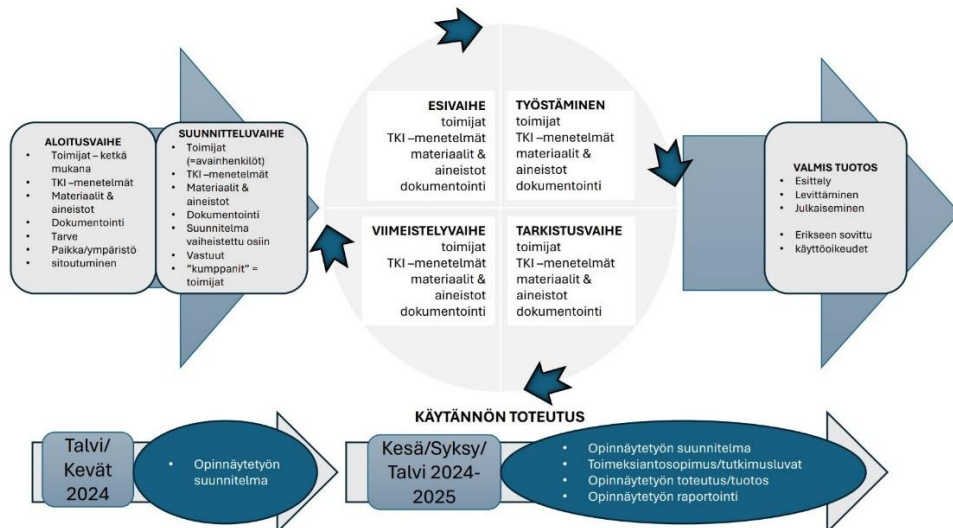 ALOITUSVAIHE
• Toimijat – ketkä
mukana
• TKI –menetelmät
• Materiaalit &
aineistot
• Dokumentointi
• Tarve
• Paikka/ympäristö
• sitoutuminen
SUUNNITTELUVAIHE
• Toimijat
(=avainhenkilöt)
• TKI –menetelmät
• Materiaalit &
aineistot
• Dokumentointi
• Suunnitelma
vaiheistettu osiin
• Vastuut
• ”kumppanit” =
toimijat
ESIVAIHE
toimijat
TKI –menetelmät
materiaalit &
aineistot
dokumentointi
TYÖSTÄMINEN
toimijat
TKI –menetelmät
materiaalit &
aineistot
dokumentointi
VIIMEISTELYVAIHE
toimijat
TKI –menetelmät
materiaalit &
aineistot
dokumentointi
TARKISTUSVAIHE
toimijat
TKI –menetelmät
materiaalit &
aineistot
dokumentointi
VALMIS TUOTOS
• Esittely
• Levittäminen
• Julkaiseminen
• Erikseen sovittu
• käyttöoikeudet
KÄYTÄNNÖN TOTEUTUS
Talvi/
Kevät
2024
• Opinnäytetyön
suunnitelma
Kesä/Syksy/
Talvi 2024-
2025
• Opinnäytetyön suunnitelma
• Toimeksiantosopimus/tutkimusluvat
• Opinnäytetyön toteutus/tuotos
• Opinnäytetyön raportointi